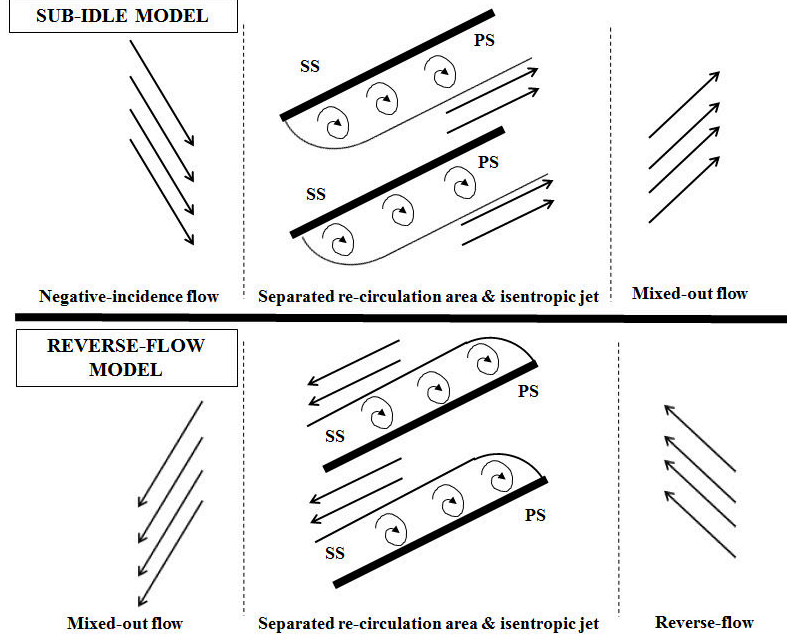 SUB-IDLE MODEL
PS
SS
PS
SS
Negative-incidence flow
Separated re-circulation area & isentropic jet
Mixed-out flow
REVERSE-FLOW
MODEL
PS
SS
PS
SS
Mixed-out flow
Separated re-circulation area & isentropic jet
Reverse-flow